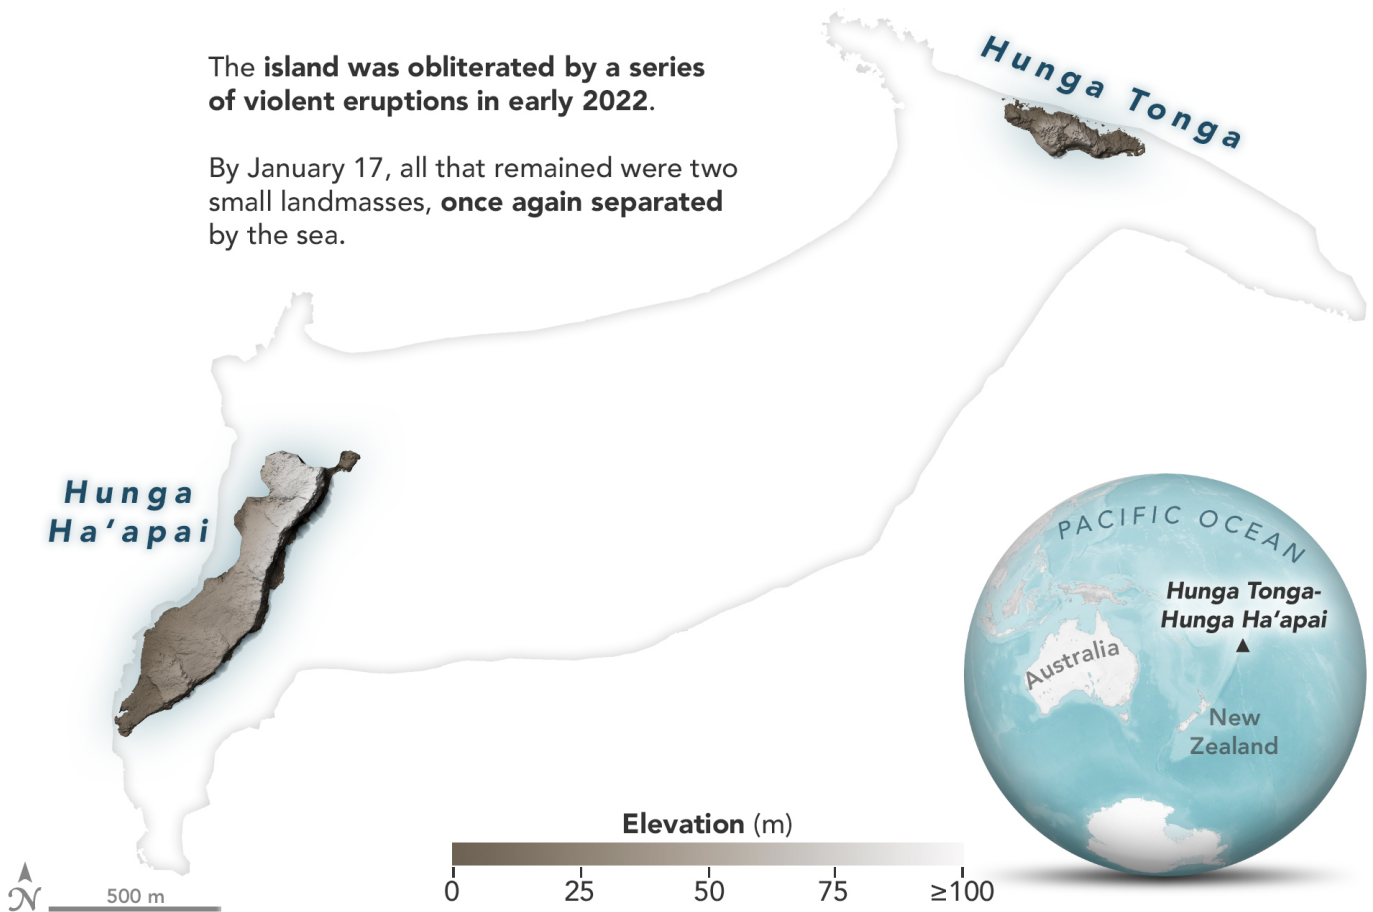 The island was obliterated by a series
of violent eruptions in early 2022.
By January 17, all that remained were two
small landmasses, once again separated
by the sea.
Hunga Tonga
Hunga
Ha‘apai
PACIFIC OCEAN
Hunga Tonga-
Hunga Ha‘apai
Australia
New
Zealand
Elevation (m)
0 25 50 75 ≥100
N
500 m